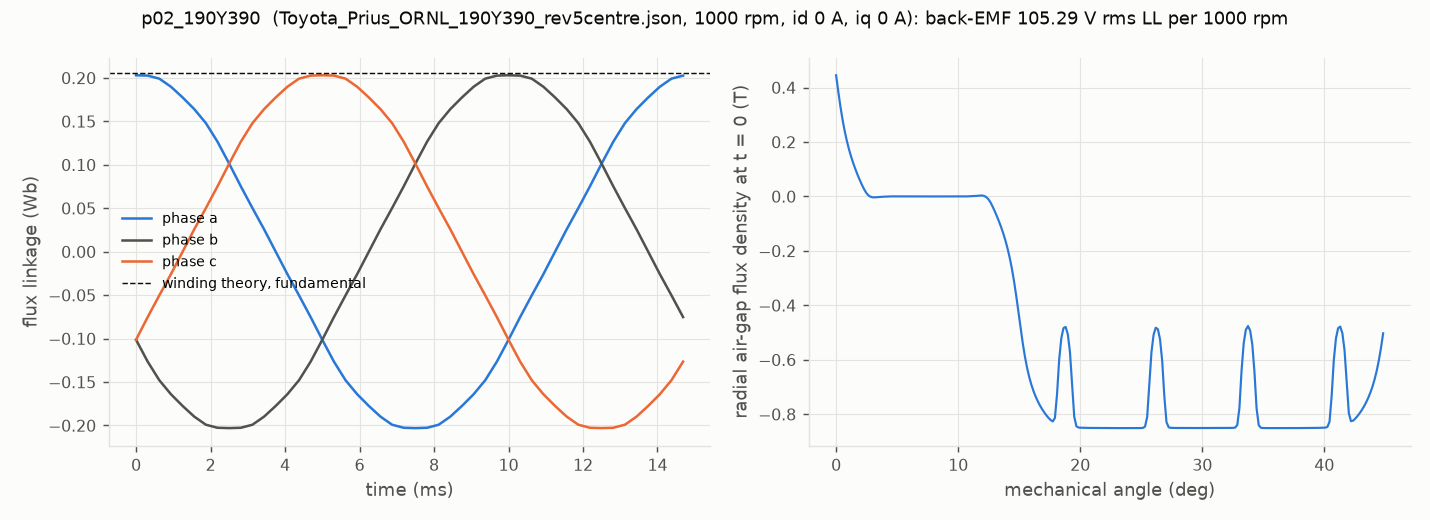 p02_190Y390  (Toyota_Prius_ORNL_190Y390_rev5centre.json, 1000 rpm, id 0 A, iq 0 A): back-EMF 105.29 V rms LL per 1000 rpm
flux linkage (Wb)
0.20
0.15
0.10
0.05
0.00
−0.05
−0.10
−0.15
−0.20
phase a
phase b
phase c
winding theory, fundamental
0 2 4 6 8 10 12 14
time (ms)
radial air-gap flux density at t = 0 (T)
0.4
0.2
0.0
−0.2
−0.4
−0.6
−0.8
0 10 20 30 40
mechanical angle (deg)